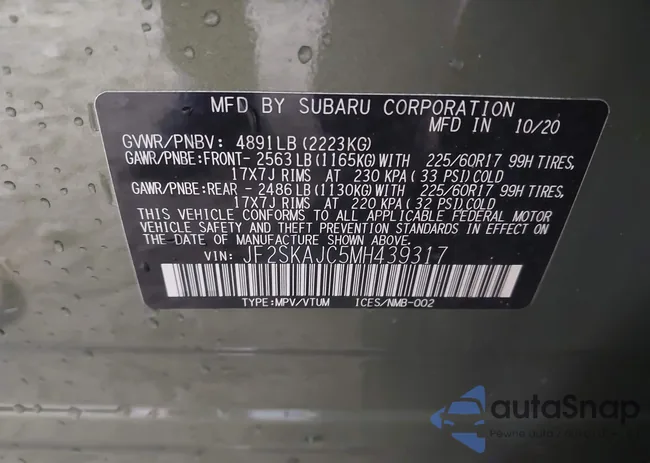 MFD BY SUBARU CORPORATION
MFD IN 10/20
GVWR/PNBV: 4891LB (2223KG)
GAWR/PNBE:FRONT- 2563 LB (1165KG) WITH 225/60R17 99H TIRES,
17X7J RIMS AT 230 KPA ( 33 PSI) COLD
GAWR/PNBE:REAR - 2486 LB (1130KG) WITH 225/60R17 99H TIRES,
17X7J RIMS AT 220 KPA ( 32 PSI) COLD
THIS VEHICLE CONFORMS TO ALL APPLICABLE FEDERAL MOTOR
VEHICLE SAFETY AND THEFT PREVENTION STANDARDS IN EFFECT ON
THE DATE OF MANUFACTURE SHOWN ABOVE.
VIN: JF2SKAJC5MH439317
TYPE:MPV/VTUM ICES/NMB-002
autaSnap